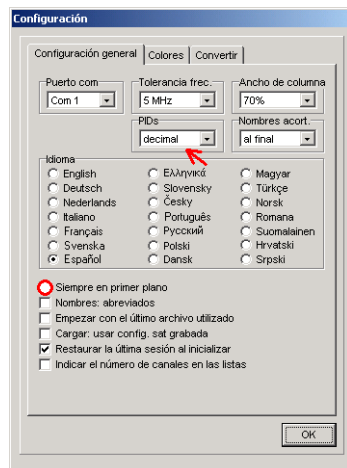 Configuración
Configuración general Colores Convertir
Puerto com Tolerancia frec. Ancho de columna
Com 1 5 MHz 70%
PIDs Nombres acort.
decimal al final
Idioma
English Ελληνικά Magyar
Deutsch Slovensky Türkçe
Nederlands Česky Norsk
Italiano Português Romana
Français Русский Suomalainen
Svenska Polski Hrvatski
Español Dansk Srpski
Siempre en primer plano
Nombres: abreviados
Empezar con el último archivo utilizado
Cargar: usar config. sat grabada
Restaurar la última sesión al inicializar
Indicar el número de canales en las listas
OK